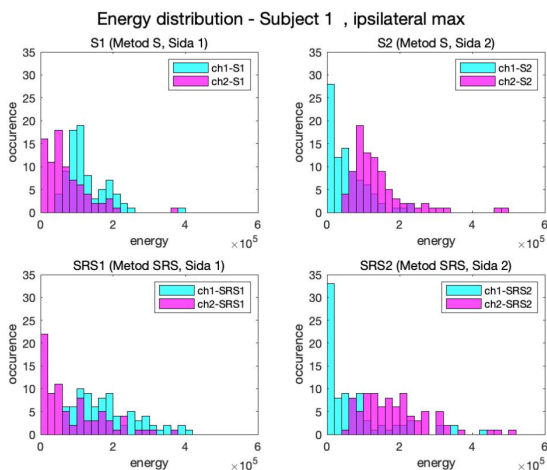 Energy distribution - Subject 1 , ipsilateral max
S1 (Metod S, Sida 1)
35
30
25
20
15
10
5
0
occurence
ch1-S1
ch2-S1
0 2 4 6
energy
×10^5
S2 (Metod S, Sida 2)
35
30
25
20
15
10
5
0
occurence
ch1-S2
ch2-S2
0 2 4 6
energy
×10^5
SRS1 (Metod SRS, Sida 1)
35
30
25
20
15
10
5
0
occurence
ch1-SRS1
ch2-SRS1
0 2 4 6
energy
×10^5
SRS2 (Metod SRS, Sida 2)
35
30
25
20
15
10
5
0
occurence
ch1-SRS2
ch2-SRS2
0 2 4 6
energy
×10^5